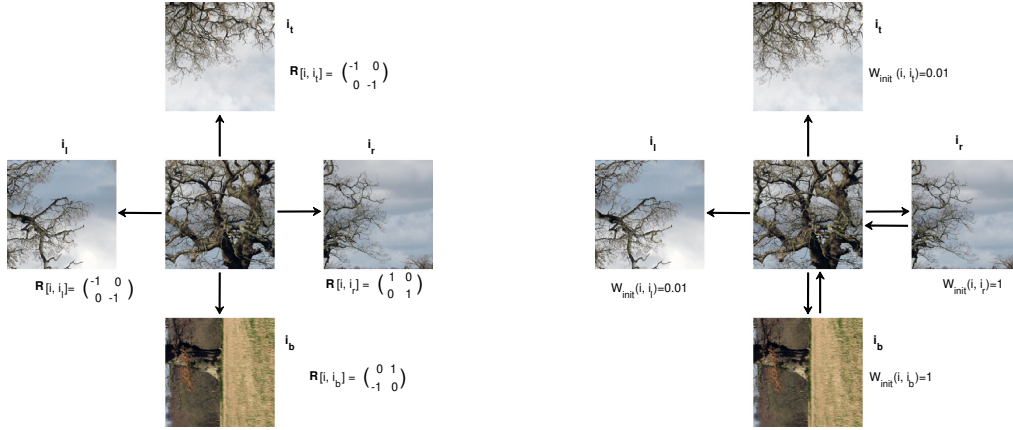 i_t
R[i, i_t] = (-1 0
0 -1)
i_l
i_r
R[i, i_l]= (-1 0
0 -1)
R[i, i_r] = (1 0
0 1)
i_b
R[i, i_b] = (0 1
-1 0)
i_t
W_init(i, i_t)=0.01
i_l
i_r
W_init(i, i_l)=0.01
W_init(i, i_r)=1
i_b
W_init(i, i_b)=1